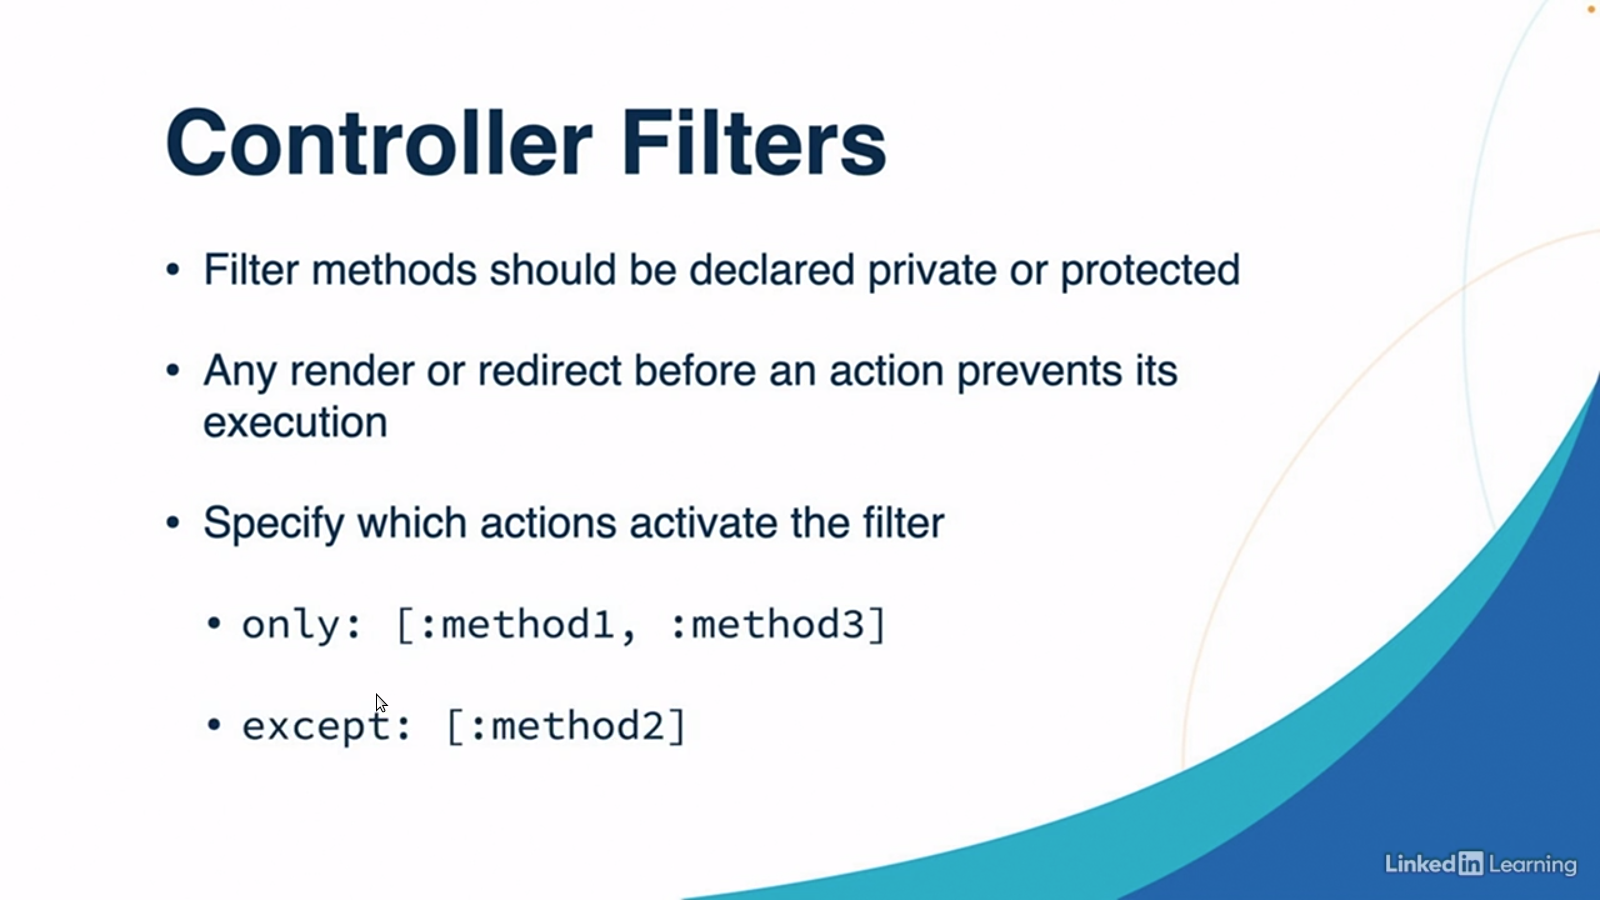 Controller Filters
• Filter methods should be declared private or protected
• Any render or redirect before an action prevents its
execution
• Specify which actions activate the filter
• only: [:method1, :method3]
• except: [:method2]
Linked in Learning